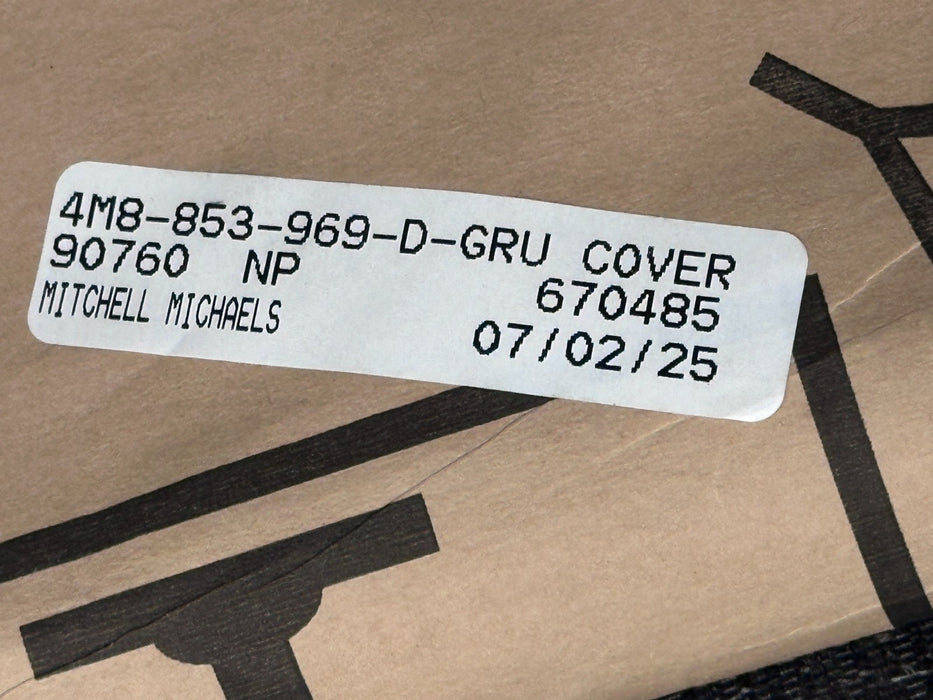 4M8-853-969-D-GRU COVER
90760 NP 670485
MITCHELL MICHAELS 07/02/25